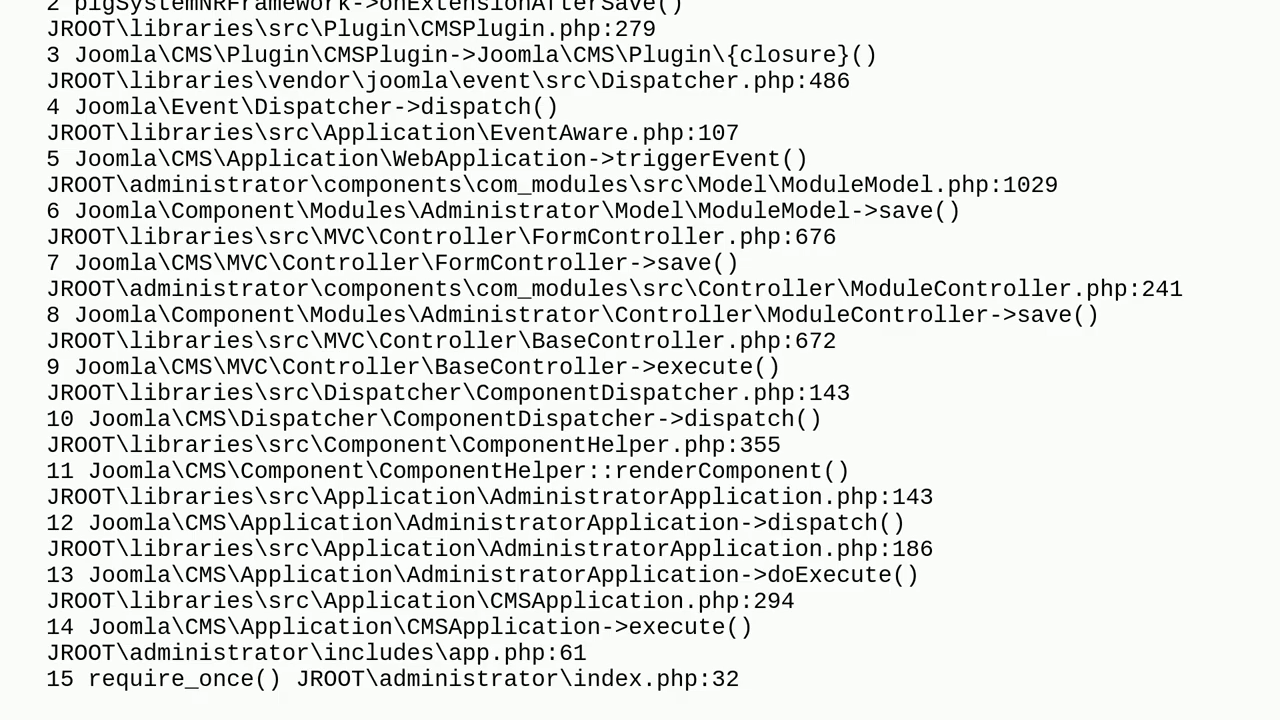 2 plgSystemNRFramework->onExtensionAfterSave()
JROOT\libraries\src\Plugin\CMSPlugin.php:279
3 Joomla\CMS\Plugin\CMSPlugin->Joomla\CMS\Plugin\{closure}()
JROOT\libraries\vendor\joomla\event\src\Dispatcher.php:486
4 Joomla\Event\Dispatcher->dispatch()
JROOT\libraries\src\Application\EventAware.php:107
5 Joomla\CMS\Application\WebApplication->triggerEvent()
JROOT\administrator\components\com_modules\src\Model\ModuleModel.php:1029
6 Joomla\Component\Modules\Administrator\Model\ModuleModel->save()
JROOT\libraries\src\MVC\Controller\FormController.php:676
7 Joomla\CMS\MVC\Controller\FormController->save()
JROOT\administrator\components\com_modules\src\Controller\ModuleController.php:241
8 Joomla\Component\Modules\Administrator\Controller\ModuleController->save()
JROOT\libraries\src\MVC\Controller\BaseController.php:672
9 Joomla\CMS\MVC\Controller\BaseController->execute()
JROOT\libraries\src\Dispatcher\ComponentDispatcher.php:143
10 Joomla\CMS\Dispatcher\ComponentDispatcher->dispatch()
JROOT\libraries\src\Component\ComponentHelper.php:355
11 Joomla\CMS\Component\ComponentHelper::renderComponent()
JROOT\libraries\src\Application\AdministratorApplication.php:143
12 Joomla\CMS\Application\AdministratorApplication->dispatch()
JROOT\libraries\src\Application\AdministratorApplication.php:186
13 Joomla\CMS\Application\AdministratorApplication->doExecute()
JROOT\libraries\src\Application\CMSApplication.php:294
14 Joomla\CMS\Application\CMSApplication->execute()
JROOT\administrator\includes\app.php:61
15 require_once() JROOT\administrator\index.php:32